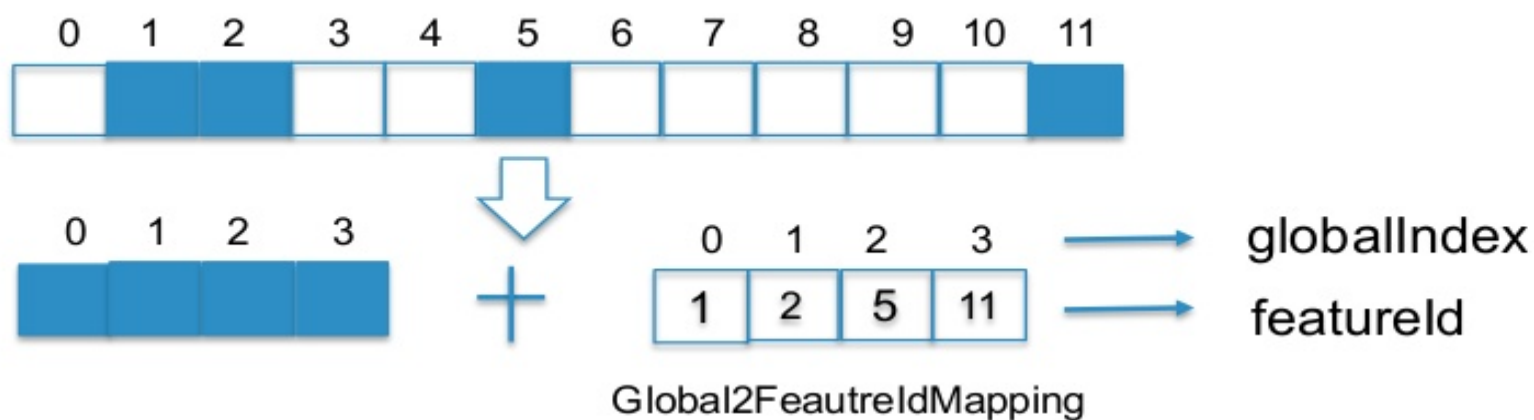 0 1 2 3 4 5 6 7 8 9 10 11
0 1 2 3
0 1 2 3 globalIndex
1 2 5 11 featureId
Global2FeautreIdMapping